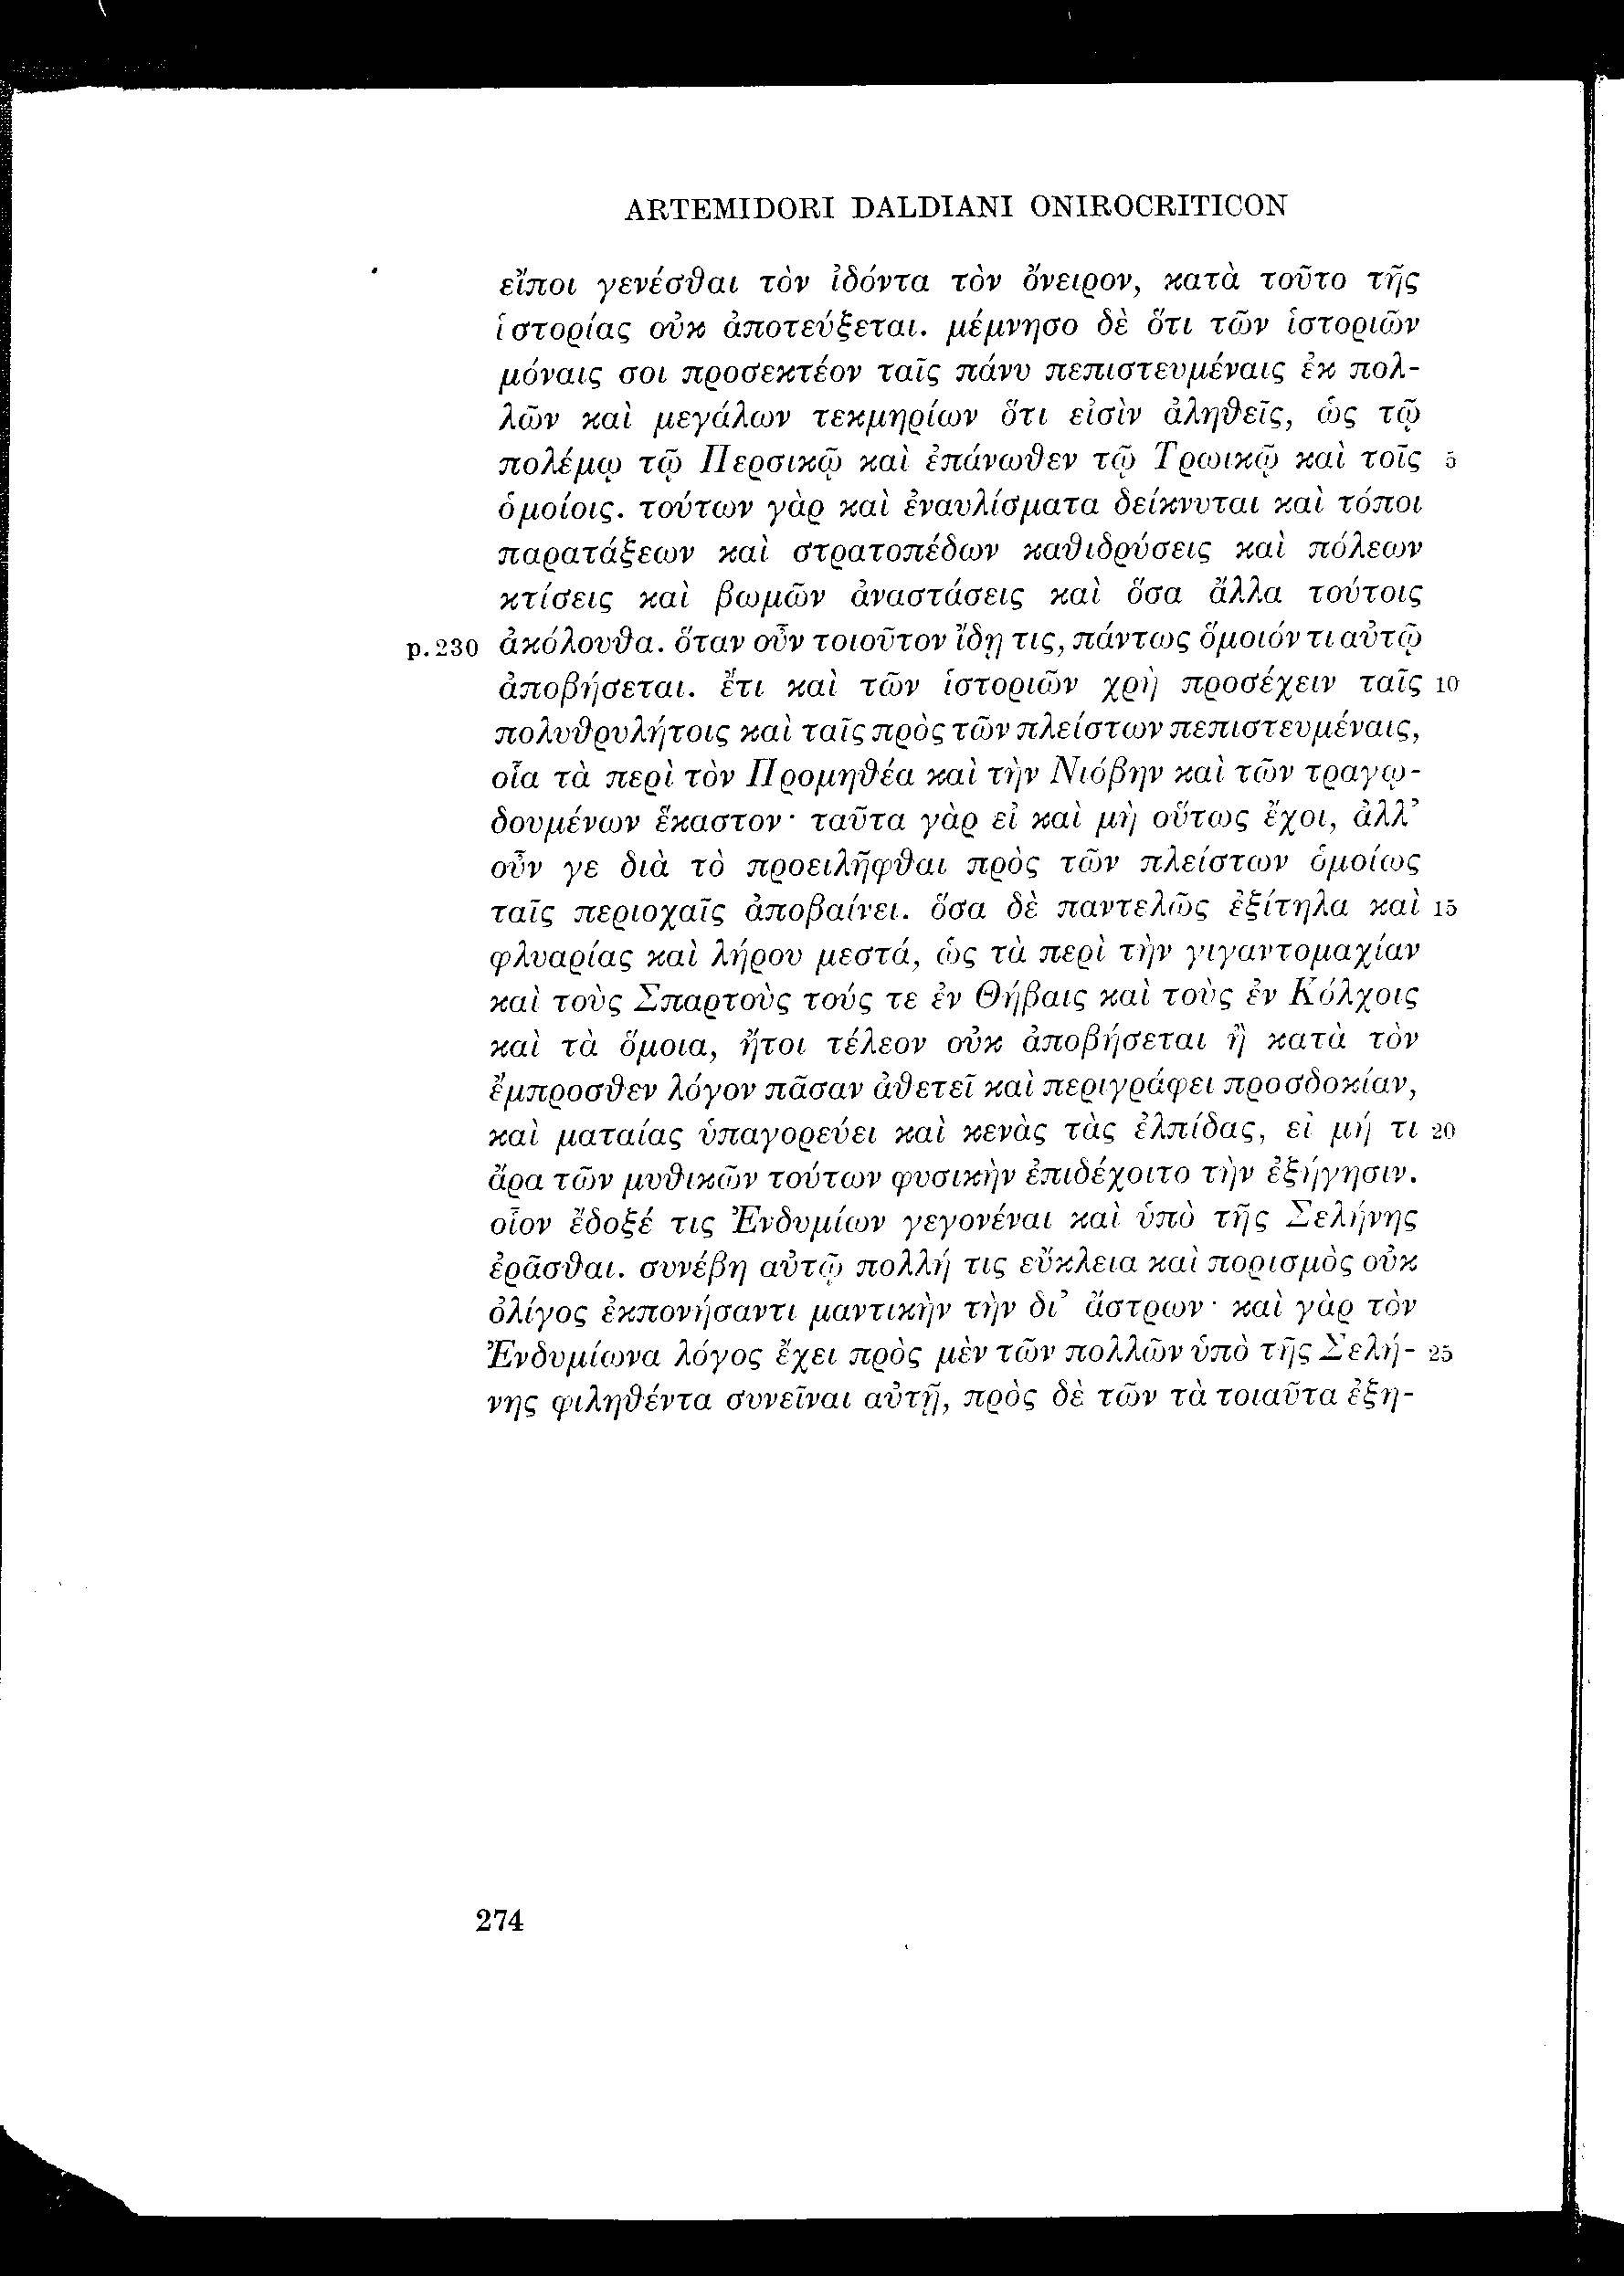 ARTEMIDORI DALDIANI ONIROCRITICON
εἴποι γενέσθαι τὸν ἰδόντα τὸν ὄνειρον, κατὰ τοῦτο τῆς
ἱστορίας οὐκ ἀποτεύξεται. μέμνησο δὲ ὅτι τῶν ἱστοριῶν
μόναις σοι προσεκτέον ταῖς πάνυ πεπιστευμέναις ἐκ πολ-
λῶν καὶ μεγάλων τεκμηρίων ὅτι εἰσὶν ἀληθεῖς, ὡς τῷ
πολέμῳ τῷ Περσικῷ καὶ ἐπάνωθεν τῷ Τρωικῷ καὶ τοῖς 5
ὁμοίοις. τούτων γὰρ καὶ ἐναυλίσματα δείκνυται καὶ τόποι
παρατάξεων καὶ στρατοπέδων καθιδρύσεις καὶ πόλεων
κτίσεις καὶ βωμῶν ἀναστάσεις καὶ ὅσα ἄλλα τούτοις
p.230 ἀκόλουθα. ὅταν οὖν τοιοῦτον ἴδῃ τις, πάντως ὅμοιόν τι αὐτῷ
ἀποβήσεται. ἔτι καὶ τῶν ἱστοριῶν χρὴ προσέχειν ταῖς 10
πολυθρυλήτοις καὶ ταῖς πρὸς τῶν πλείστων πεπιστευμέναις,
οἷα τὰ περὶ τὸν Προμηθέα καὶ τὴν Νιόβην καὶ τῶν τραγῳ-
δουμένων ἕκαστον· ταῦτα γὰρ εἰ καὶ μὴ οὕτως ἔχοι, ἀλλ’
οὖν γε διὰ τὸ προειλῆφθαι πρὸς τῶν πλείστων ὁμοίως
ταῖς περιοχαῖς ἀποβαίνει. ὅσα δὲ παντελῶς ἐξίτηλα καὶ 15
φλυαρίας καὶ λήρου μεστά, ὡς τὰ περὶ τὴν γιγαντομαχίαν
καὶ τοὺς Σπαρτοὺς τούς τε ἐν Θήβαις καὶ τοὺς ἐν Κόλχοις
καὶ τὰ ὅμοια, ἤτοι τέλεον οὐκ ἀποβήσεται ἢ κατὰ τὸν
ἔμπροσθεν λόγον πᾶσαν ἀθετεῖ καὶ περιγράφει προσδοκίαν,
καὶ ματαίας ὑπαγορεύει καὶ κενὰς τὰς ἐλπίδας, εἰ μή τι 20
ἄρα τῶν μυθικῶν τούτων φυσικὴν ἐπιδέχοιτο τὴν ἐξήγησιν.
οἷον ἔδοξέ τις Ἐνδυμίων γεγονέναι καὶ ὑπὸ τῆς Σελήνης
ἐρᾶσθαι. συνέβη αὐτῷ πολλή τις εὔκλεια καὶ πορισμὸς οὐκ
ὀλίγος ἐκπονήσαντι μαντικὴν τὴν δι’ ἄστρων· καὶ γὰρ τὸν
Ἐνδυμίωνα λόγος ἔχει πρὸς μὲν τῶν πολλῶν ὑπὸ τῆς Σελή- 25
νης φιληθέντα συνεῖναι αὐτῇ, πρὸς δὲ τῶν τὰ τοιαῦτα ἐξη-
274